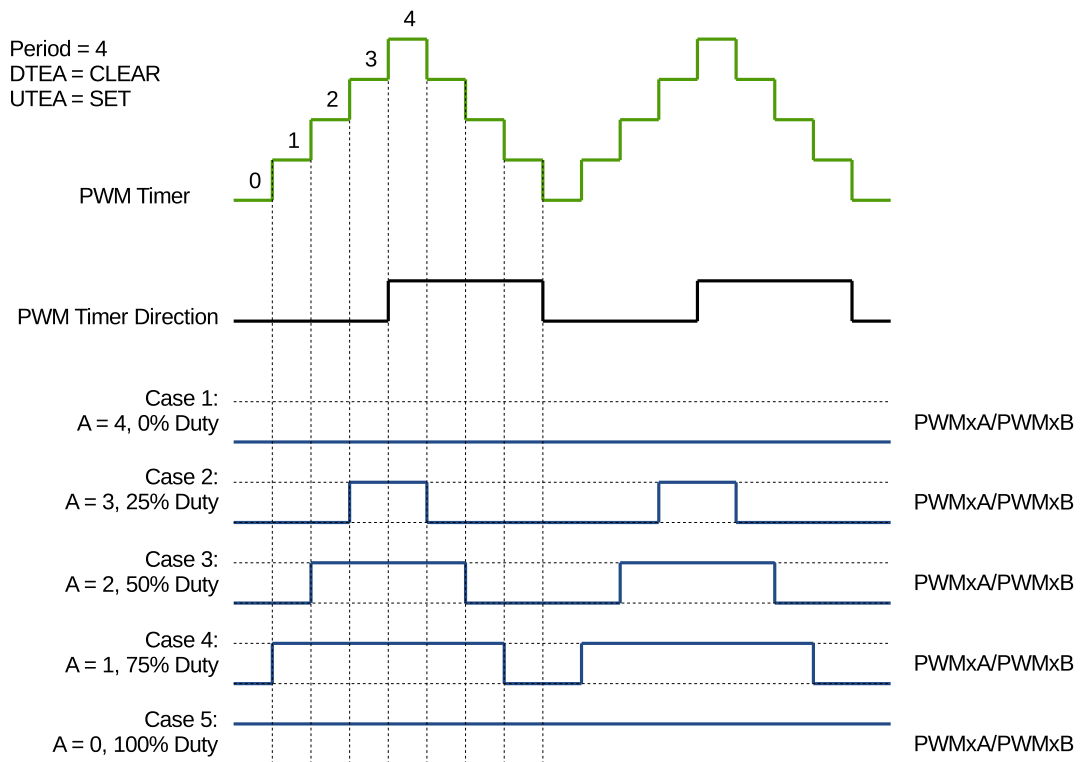 4
Period = 4
3
DTEA = CLEAR
2
UTEA = SET
1
0
PWM Timer
PWM Timer Direction
Case 1:
A = 4, 0% Duty
PWMxA/PWMxB
Case 2:
A = 3, 25% Duty
PWMxA/PWMxB
Case 3:
A = 2, 50% Duty
PWMxA/PWMxB
Case 4:
A = 1, 75% Duty
PWMxA/PWMxB
Case 5:
A = 0, 100% Duty
PWMxA/PWMxB